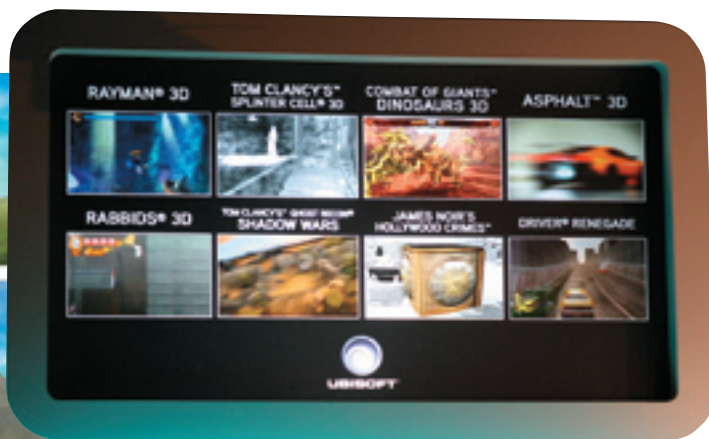 RAYMAN® 3D
TOM CLANCY'S™
SPLINTER CELL® 3D
COMBAT OF GIANTS™
DINOSAURS 3D
ASPHALT™ 3D
RABBIDS® 3D
TOM CLANCY'S GHOST RECON®
SHADOW WARS
JAMES NOIR'S
HOLLYWOOD CRIMES™
DRIVER® RENEGADE
UBISOFT™